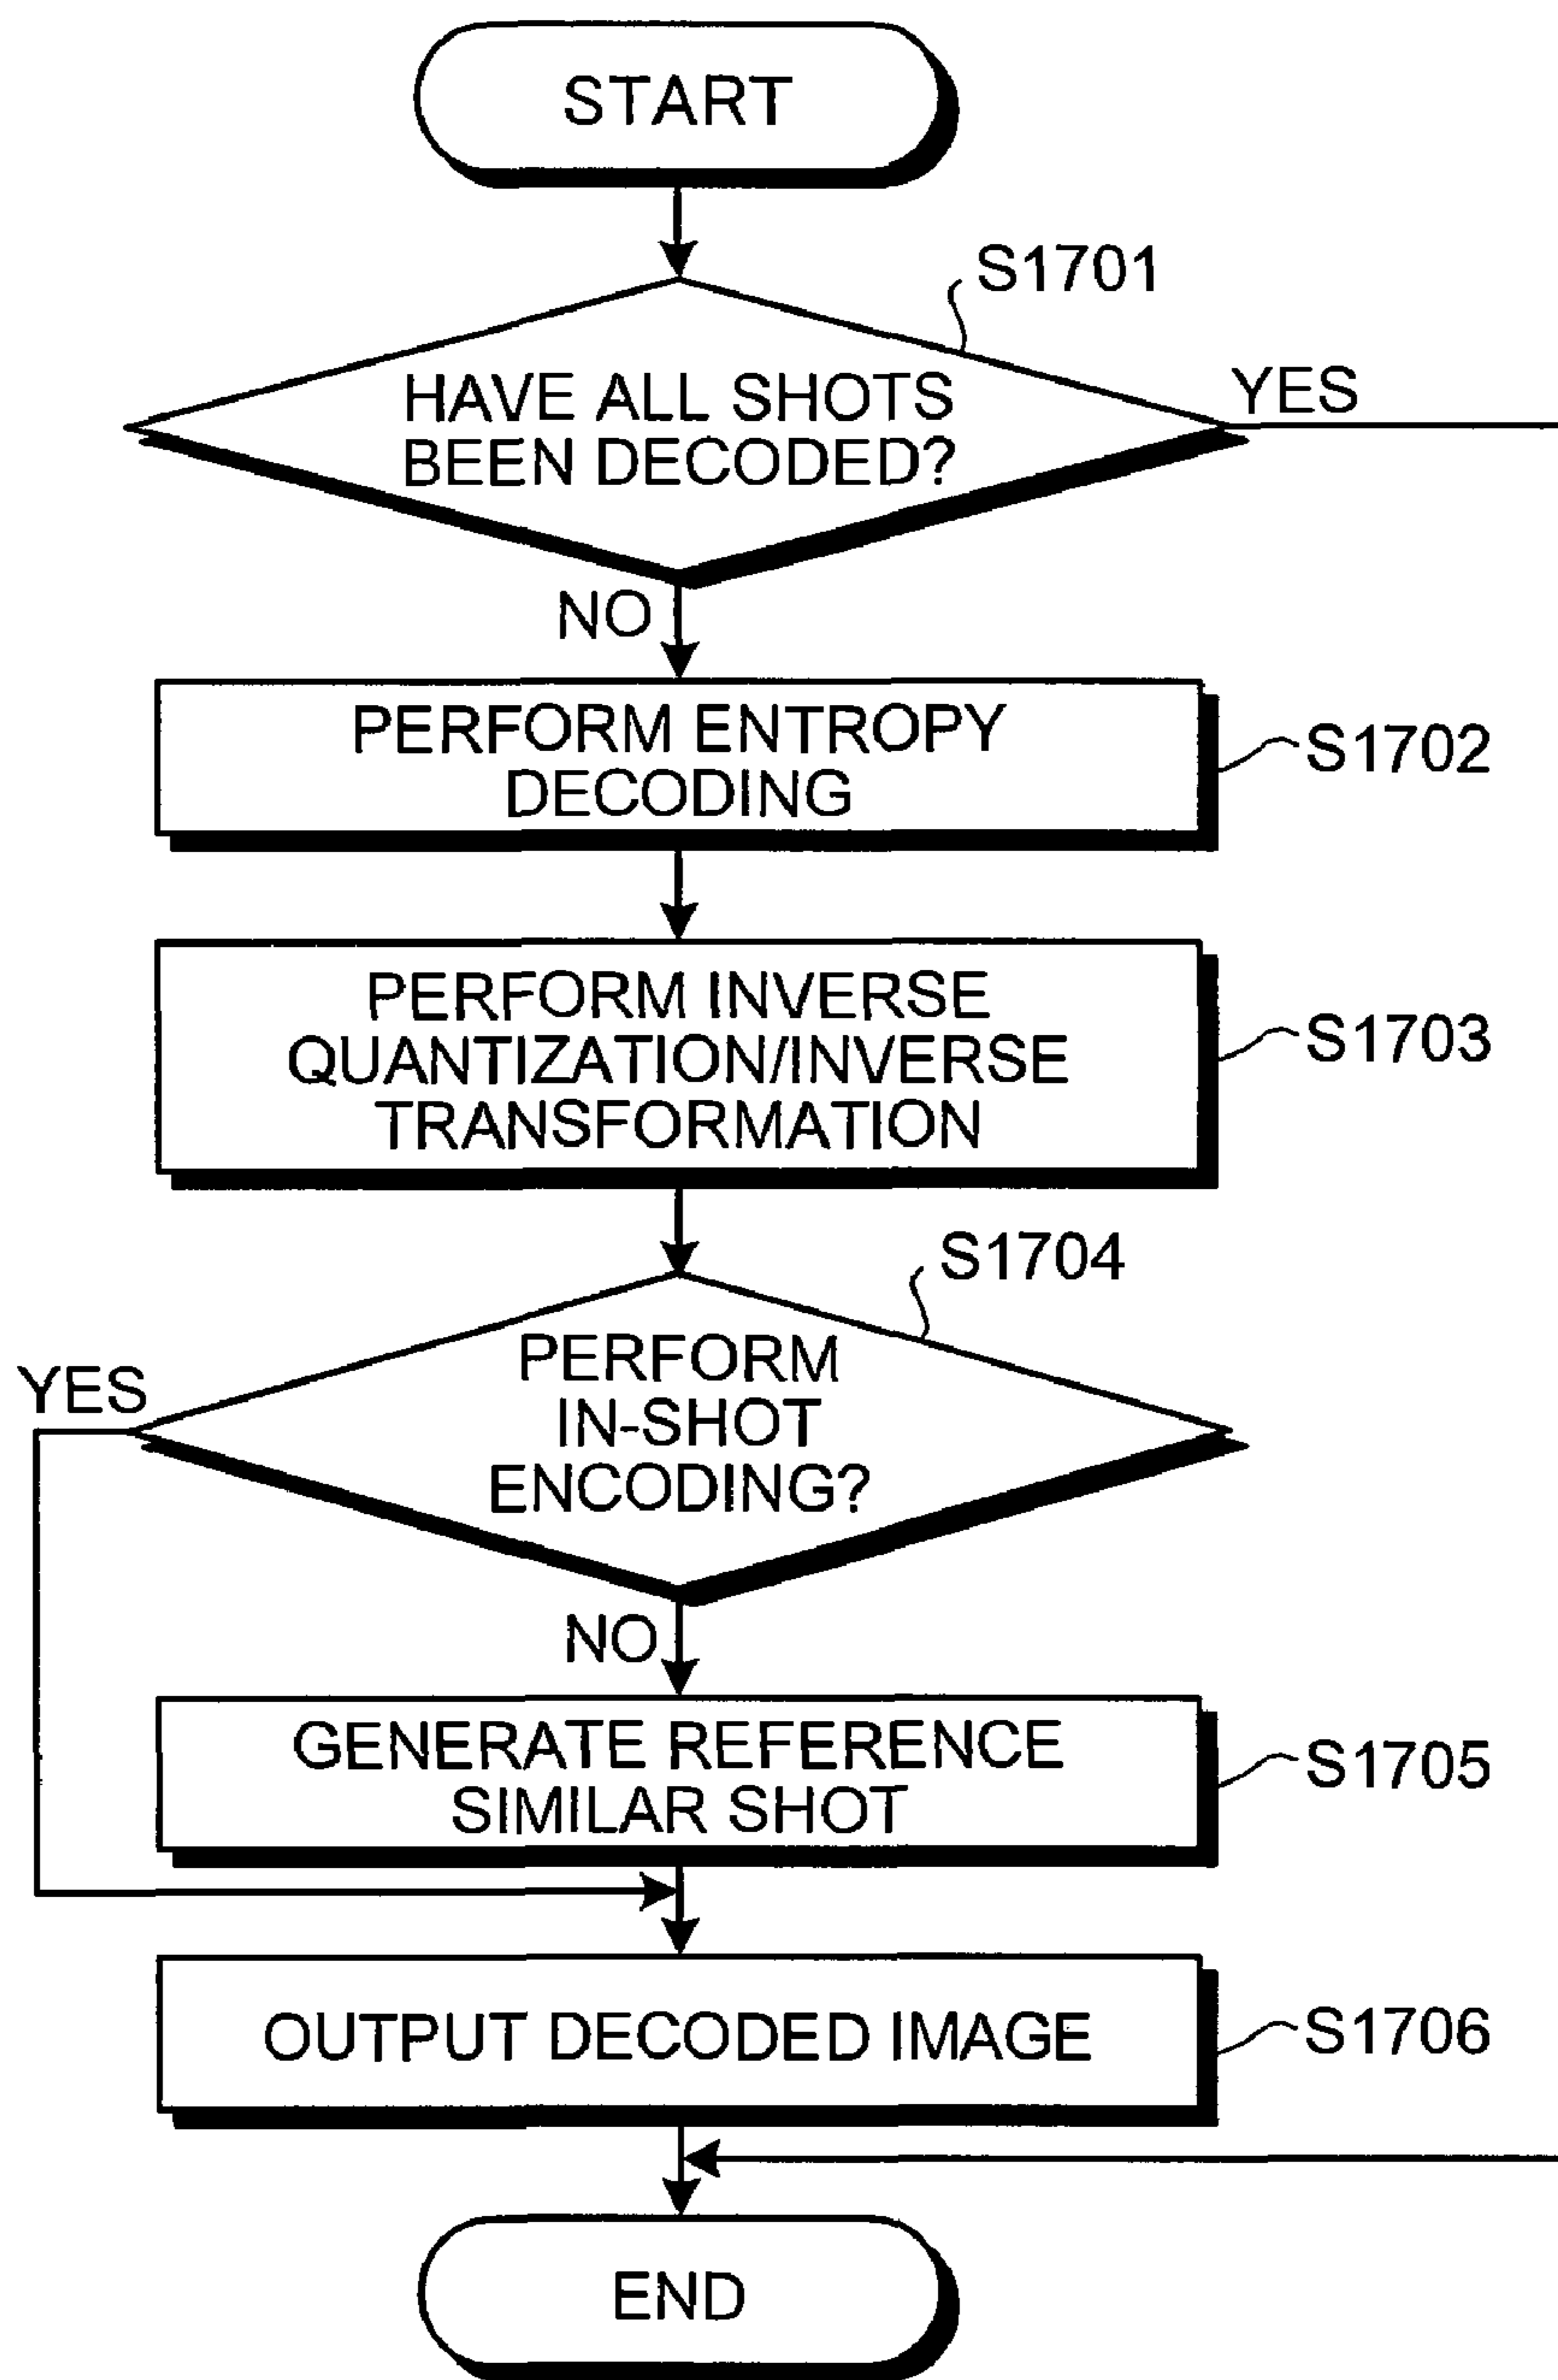 START
S1701
HAVE ALL SHOTS
BEEN DECODED?
YES
NO
PERFORM ENTROPY
DECODING
S1702
PERFORM INVERSE
QUANTIZATION/INVERSE
TRANSFORMATION
S1703
S1704
PERFORM
IN-SHOT
ENCODING?
YES
NO
GENERATE REFERENCE
SIMILAR SHOT
S1705
OUTPUT DECODED IMAGE
S1706
END